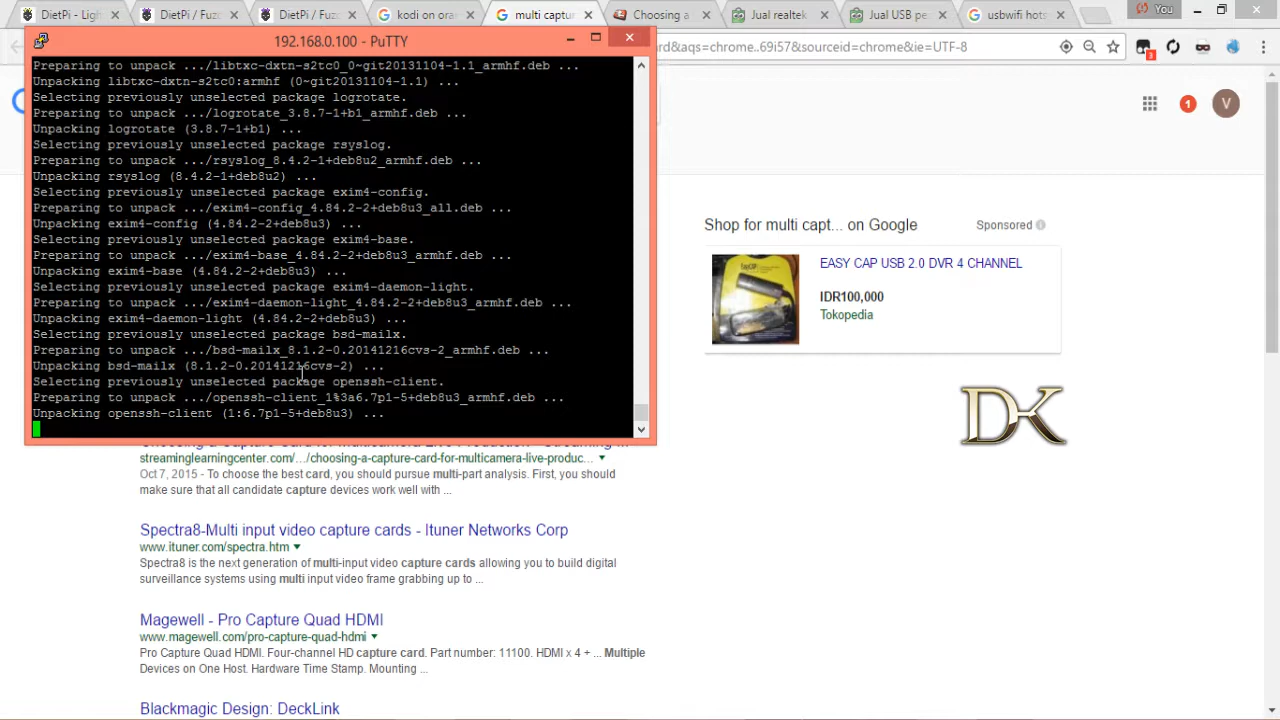 DietPi - Ligh
DietPi / Fuzo
DietPi / Fuzo
kodi on oran
multi captur
Choosing a
Jual realtek
Jual USB pe
usbwifi hots
You
192.168.0.100 - PuTTY
rd&aqs=chrome..69i57&sourceid=chrome&ie=UTF-8
3
Preparing to unpack .../libtxc-dxtn-s2tc0_0~git20131104-1.1_armhf.deb ...
Unpacking libtxc-dxtn-s2tc0:armhf (0~git20131104-1.1) ...
Selecting previously unselected package logrotate.
Preparing to unpack .../logrotate_3.8.7-1+b1_armhf.deb ...
Unpacking logrotate (3.8.7-1+b1) ...
Selecting previously unselected package rsyslog.
Preparing to unpack .../rsyslog_8.4.2-1+deb8u2_armhf.deb ...
Unpacking rsyslog (8.4.2-1+deb8u2) ...
Selecting previously unselected package exim4-config.
Preparing to unpack .../exim4-config_4.84.2-2+deb8u3_all.deb ...
Unpacking exim4-config (4.84.2-2+deb8u3) ...
Selecting previously unselected package exim4-base.
Preparing to unpack .../exim4-base_4.84.2-2+deb8u3_armhf.deb ...
Unpacking exim4-base (4.84.2-2+deb8u3) ...
Selecting previously unselected package exim4-daemon-light.
Preparing to unpack .../exim4-daemon-light_4.84.2-2+deb8u3_armhf.deb ...
Unpacking exim4-daemon-light (4.84.2-2+deb8u3) ...
Selecting previously unselected package bsd-mailx.
Preparing to unpack .../bsd-mailx_8.1.2-0.20141216cvs-2_armhf.deb ...
Unpacking bsd-mailx (8.1.2-0.20141216cvs-2) ...
Selecting previously unselected package openssh-client.
Preparing to unpack .../openssh-client_1%3a6.7p1-5+deb8u3_armhf.deb ...
Unpacking openssh-client (1:6.7p1-5+deb8u3) ...
1
V
Shop for multi capt... on Google
Sponsored
EASY CAP USB 2.0 DVR 4 CHANNEL
IDR100,000
Tokopedia
DK
Choosing a Capture Card for Multicamera Live Production - Streaming ...
streaminglearningcenter.com/.../choosing-a-capture-card-for-multicamera-live-produc...
Oct 7, 2015 - To choose the best card, you should pursue multi-part analysis. First, you should
make sure that all candidate capture devices work well with ...
Spectra8-Multi input video capture cards - Ituner Networks Corp
www.ituner.com/spectra.htm
Spectra8 is the next generation of multi-input video capture cards allowing you to build digital
surveillance systems using multi input video frame grabbing up to ...
Magewell - Pro Capture Quad HDMI
www.magewell.com/pro-capture-quad-hdmi
Pro Capture Quad HDMI. Four-channel HD capture card. Part number: 11100. HDMI x 4 + ... Multiple
Devices on One Host. Hardware Time Stamp. Mounting ...
Blackmagic Design: DeckLink